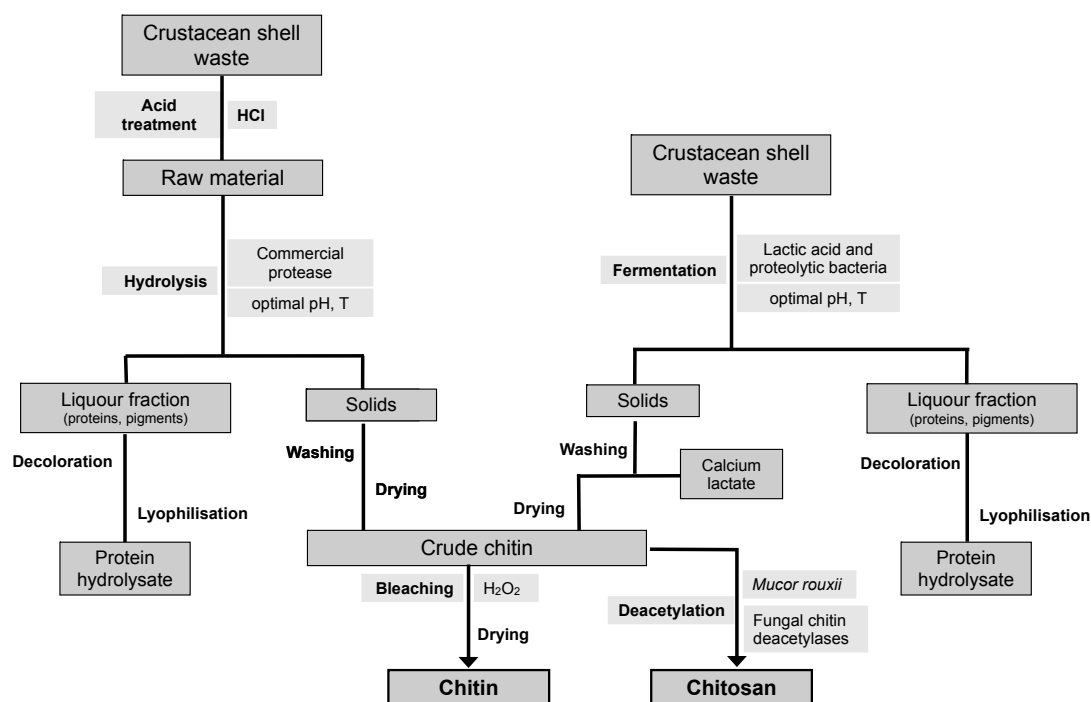 Crustacean shell
waste
Acid
treatment
HCl
Raw material
Hydrolysis
Commercial
protease
optimal pH, T
Liquour fraction
(proteins, pigments)
Solids
Decoloration
Lyophilisation
Protein
hydrolysate
Washing
Drying
Crustacean shell
waste
Fermentation
Lactic acid and
proteolytic bacteria
optimal pH, T
Solids
Liquour fraction
(proteins, pigments)
Washing
Calcium
lactate
Drying
Decoloration
Lyophilisation
Protein
hydrolysate
Crude chitin
Bleaching
H₂O₂
Drying
Chitin
Deacetylation
Mucor rouxii
Fungal chitin
deacetylases
Chitosan